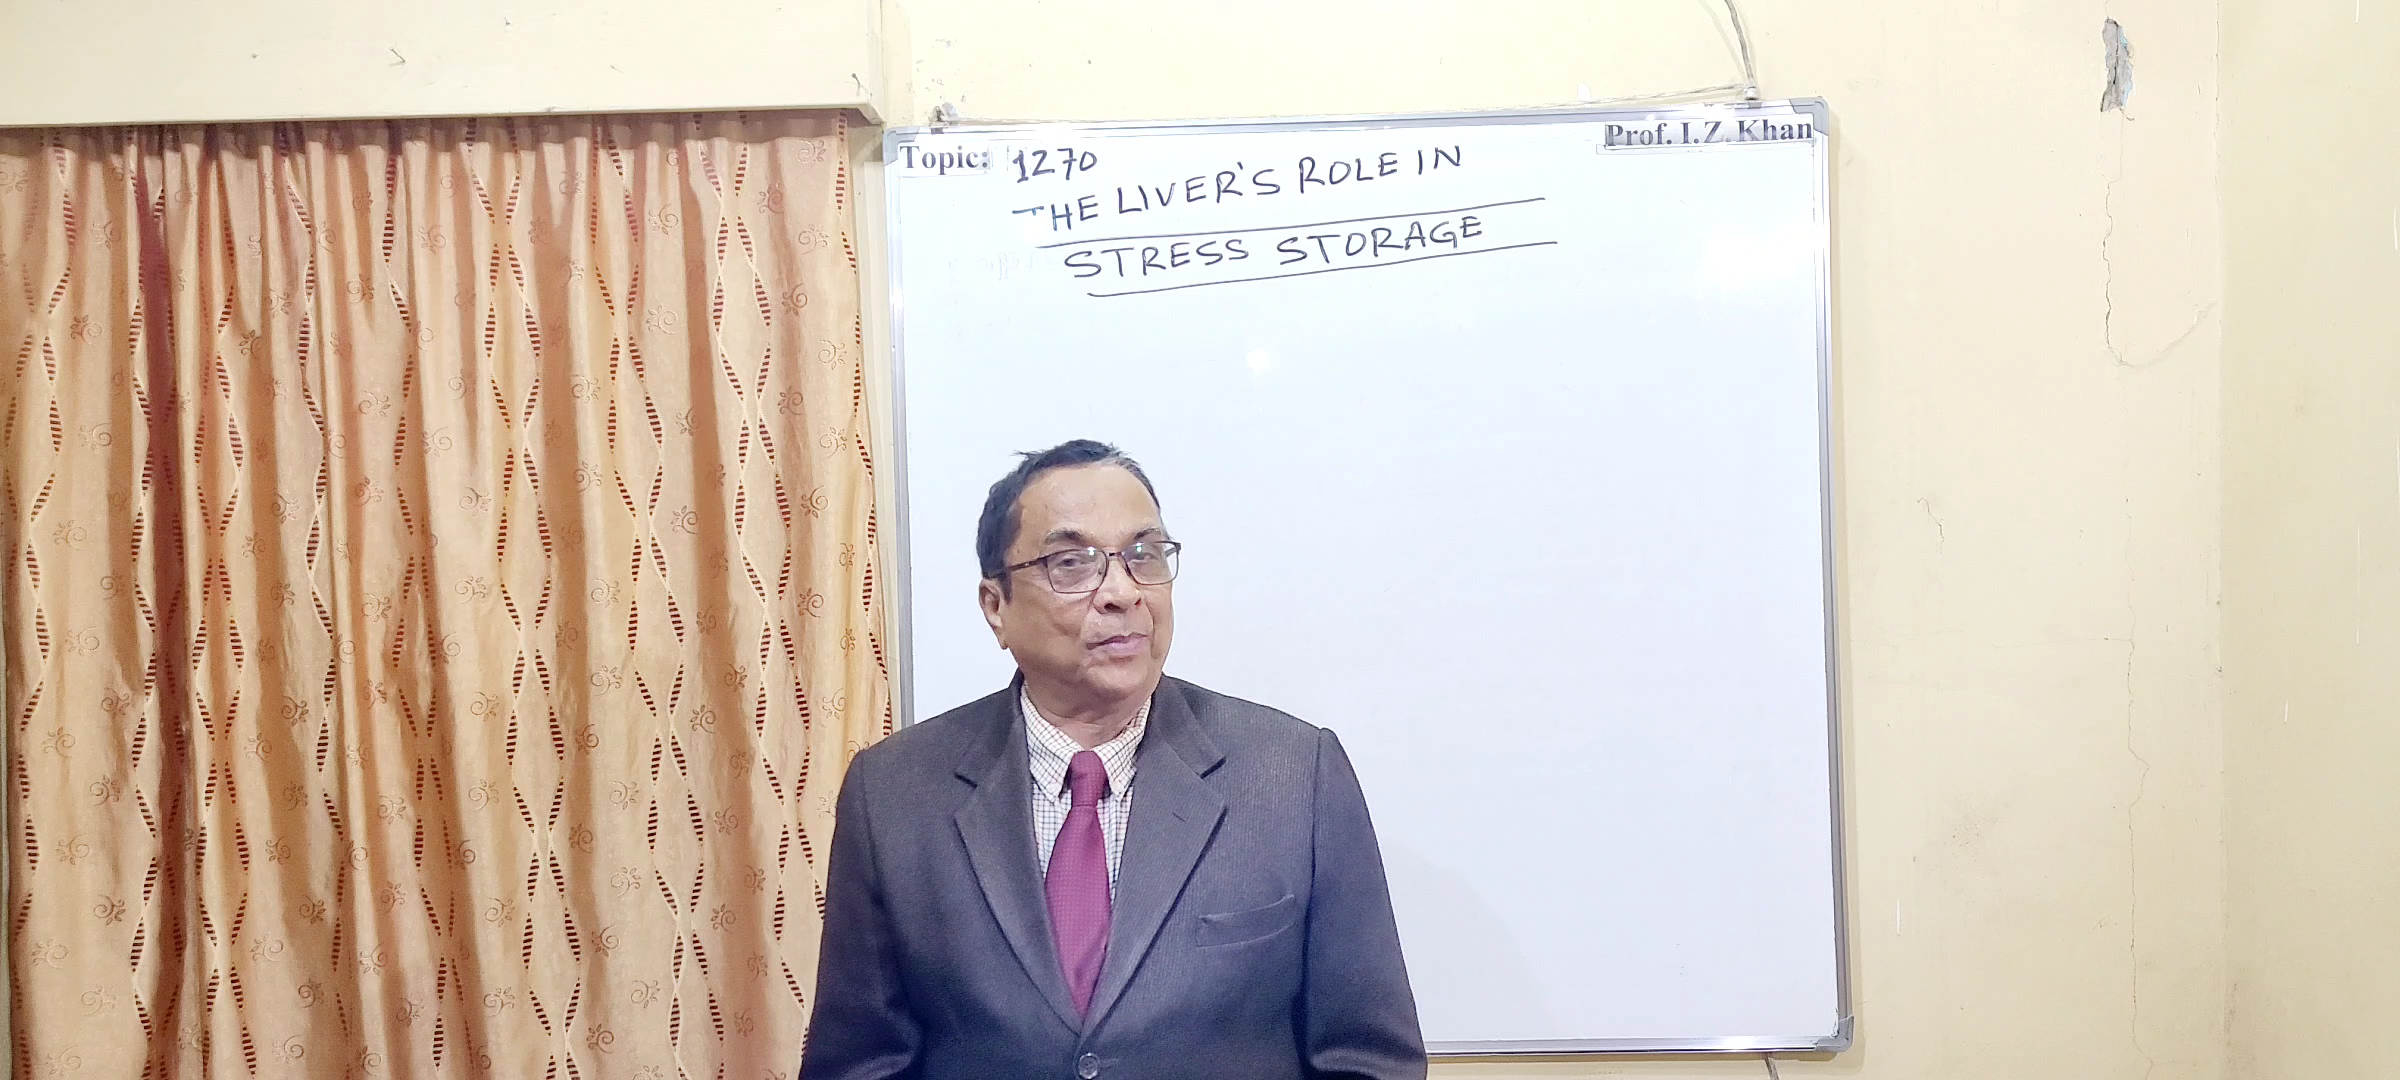 Topic: 1270
Prof. I. Z. Khan
THE LIVER'S ROLE IN
STRESS STORAGE